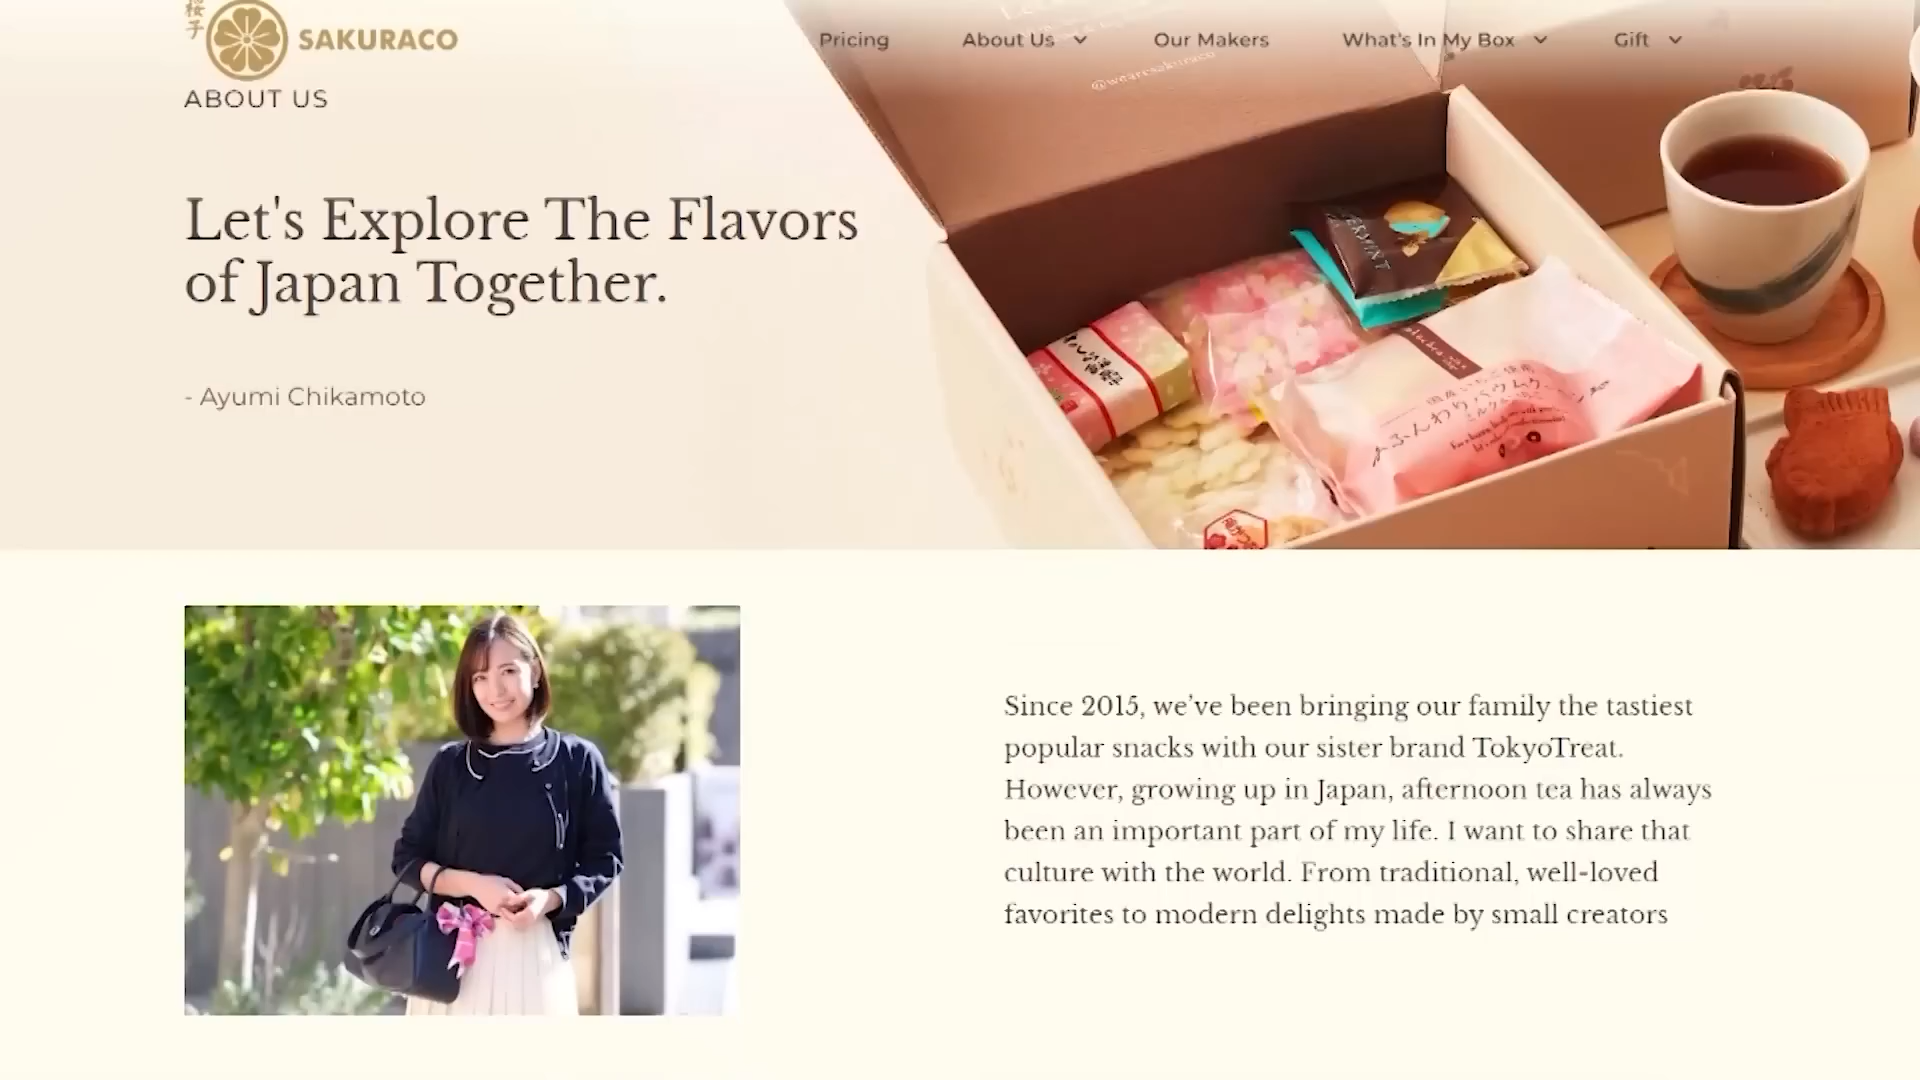 SAKURACO
Pricing
About Us
Our Makers
What's In My Box
Gift
@wearesakuraco
ABOUT US
Let's Explore The Flavors
of Japan Together.
- Ayumi Chikamoto
Since 2015, we've been bringing our family the tastiest
popular snacks with our sister brand TokyoTreat.
However, growing up in Japan, afternoon tea has always
been an important part of my life. I want to share that
culture with the world. From traditional, well-loved
favorites to modern delights made by small creators